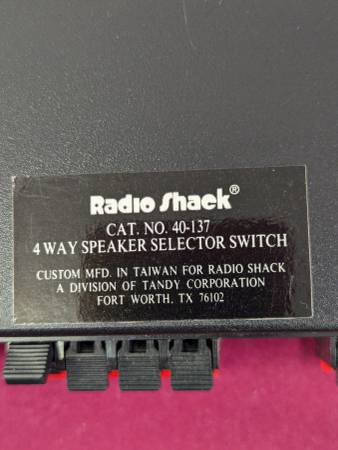 Radio Shack®
CAT. NO. 40-137
4 WAY SPEAKER SELECTOR SWITCH
CUSTOM MFD. IN TAIWAN FOR RADIO SHACK
A DIVISION OF TANDY CORPORATION
FORT WORTH, TX 76102